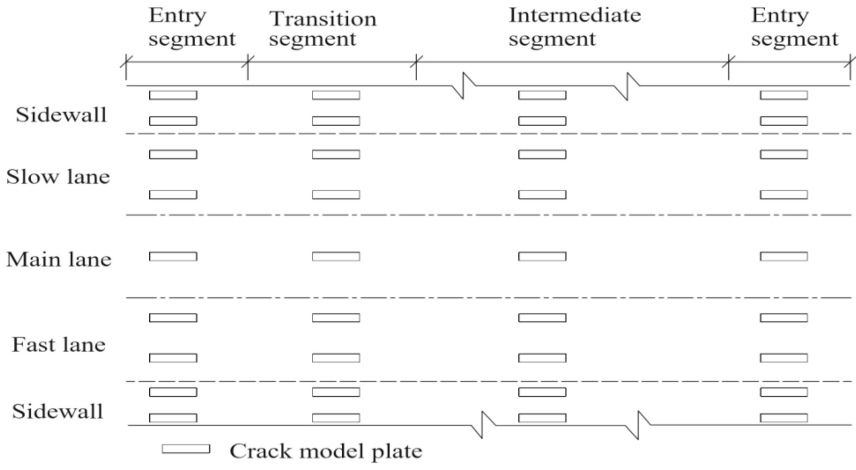 Entry
segment
Transition
segment
Intermediate
segment
Entry
segment
Sidewall
Slow lane
Main lane
Fast lane
Sidewall
Crack model plate